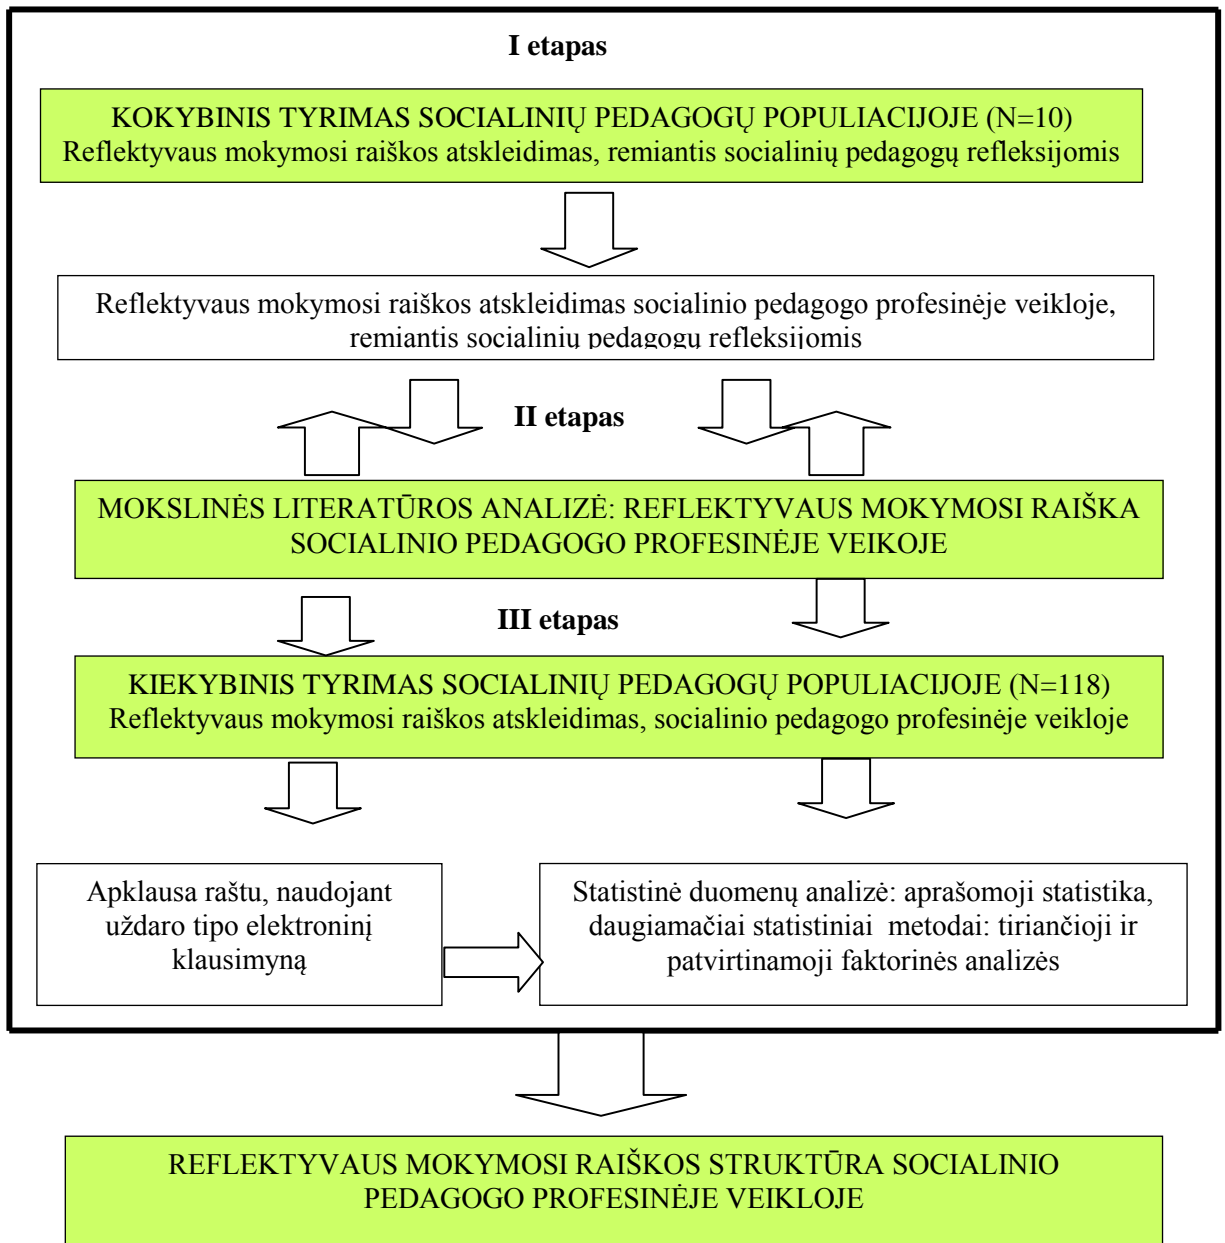 I etapas
KOKYBINIS TYRIMAS SOCIALINIŲ PEDAGOGŲ POPULIACIJOJE (N=10)
Reflektyvaus mokymosi raiškos atskleidimas, remiantis socialinių pedagogų refleksijomis
Reflektyvaus mokymosi raiškos atskleidimas socialinio pedagogo profesinėje veikloje,
remiantis socialinių pedagogų refleksijomis
II etapas
MOKSLINĖS LITERATŪROS ANALIZĖ: REFLEKTYVAUS MOKYMOSI RAIŠKA
SOCIALINIO PEDAGOGO PROFESINĖJE VEIKOJE
III etapas
KIEKYBINIS TYRIMAS SOCIALINIŲ PEDAGOGŲ POPULIACIJOJE (N=118)
Reflektyvaus mokymosi raiškos atskleidimas, socialinio pedagogo profesinėje veikloje
Apklausa raštu, naudojant
uždaro tipo elektroninį
klausimyną
Statistinė duomenų analizė: aprašomoji statistika,
daugiamačiai statistiniai metodai: tiriančioji ir
patvirtinamoji faktorinės analizės
REFLEKTYVAUS MOKYMOSI RAIŠKOS STRUKTŪRA SOCIALINIO
PEDAGOGO PROFESINĖJE VEIKLOJE